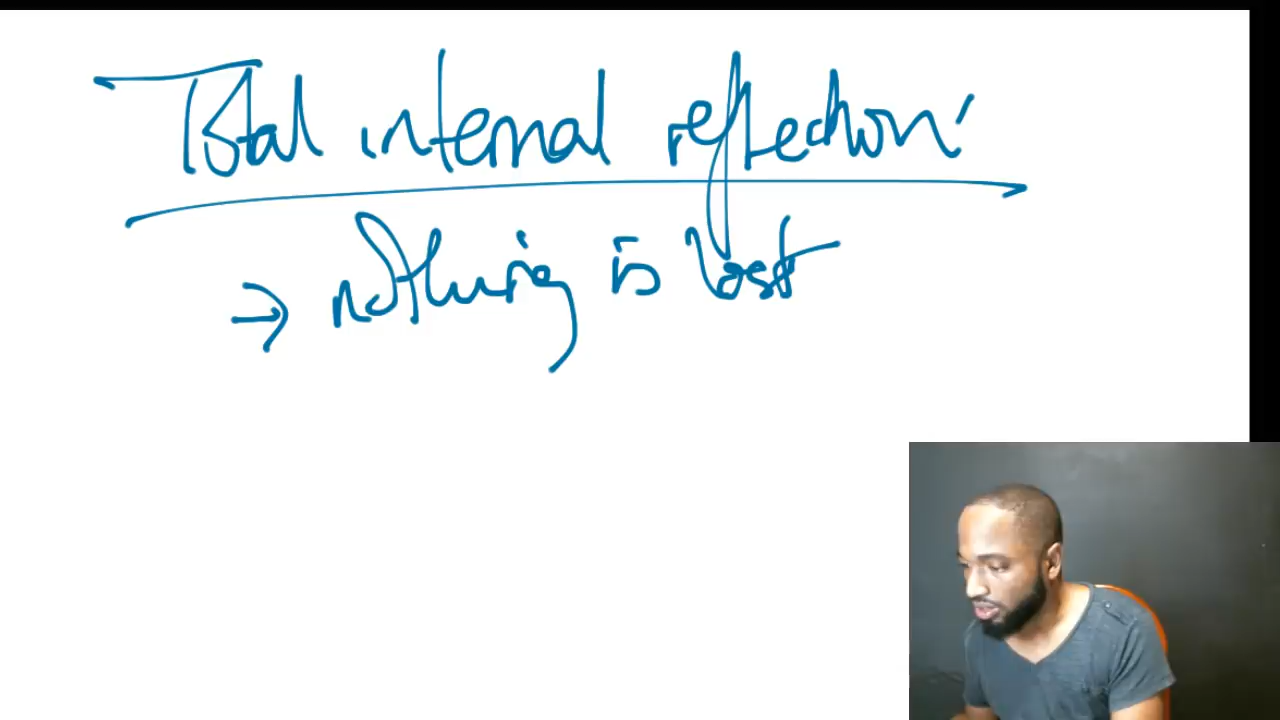 Total internal reflection:
→ nothing is lost